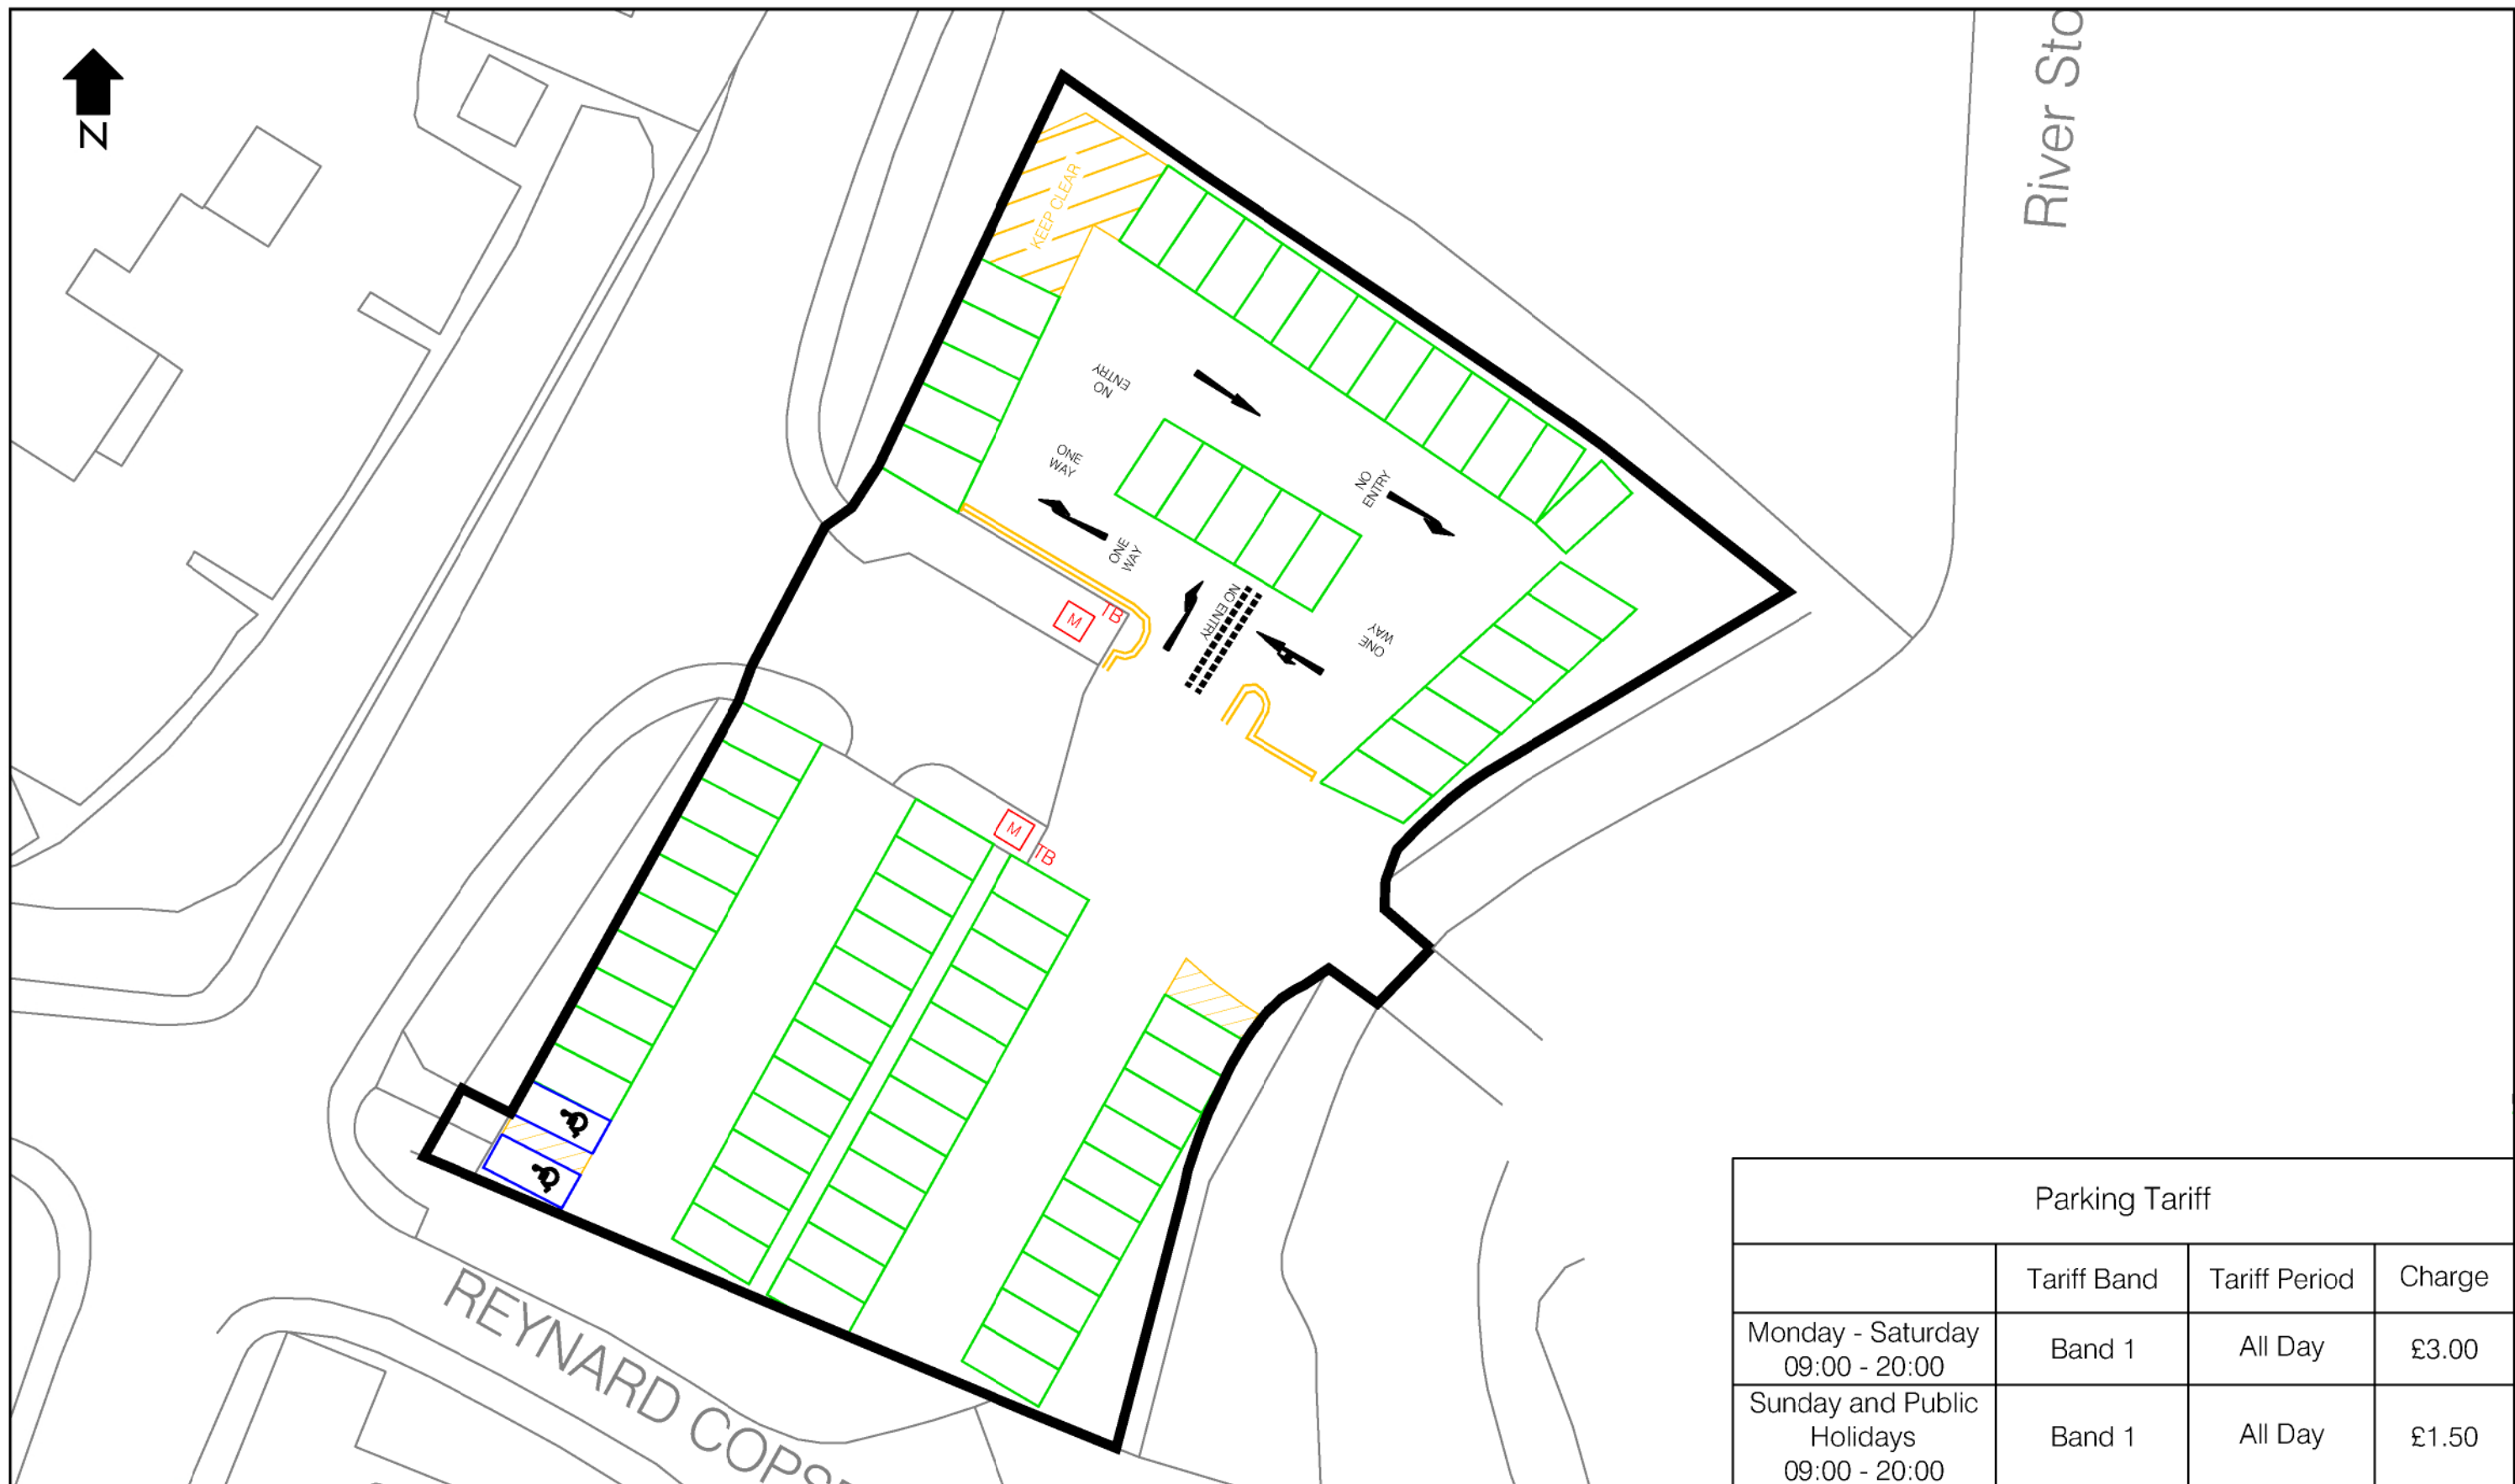 N
River Sto
KEEP CLEAR
NO
ENTRY
ONE
WAY
NO
ENTRY
ONE
WAY
NO ENTRY
ONE
WAY
M
TB
M
TB
REYNARD COPS
Parking Tariff
Tariff Band Tariff Period Charge
Monday - Saturday
09:00 - 20:00
Band 1 All Day £3.00
Sunday and Public
Holidays
09:00 - 20:00
Band 1 All Day £1.50